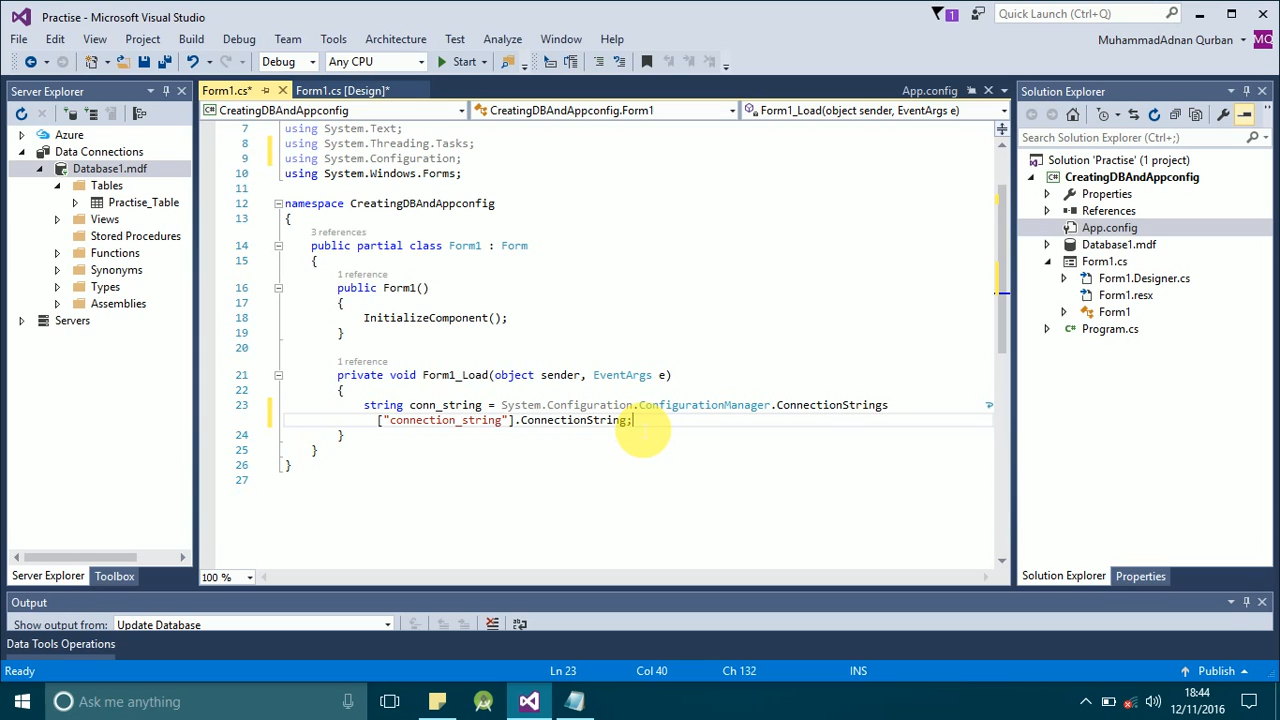 Practise - Microsoft Visual Studio
1
Quick Launch (Ctrl+Q)
File Edit View Project Build Debug Team Tools Architecture Test Analyze Window Help
MuhammadAdnan Qurban
MQ
Debug
Any CPU
Start
Server Explorer
Form1.cs*
Form1.cs [Design]*
App.config
Solution Explorer
CreatingDBAndAppconfig
CreatingDBAndAppconfig.Form1
Form1_Load(object sender, EventArgs e)
Search Solution Explorer (Ctrl+;)
Azure
Data Connections
Database1.mdf
Tables
Practise_Table
Views
Stored Procedures
Functions
Synonyms
Types
Assemblies
Servers
7 using System.Text;
8 using System.Threading.Tasks;
9 using System.Configuration;
10 using System.Windows.Forms;
11
12 namespace CreatingDBAndAppconfig
13 {
3 references
14 public partial class Form1 : Form
15 {
1 reference
16 public Form1()
17 {
18 InitializeComponent();
19 }
20
1 reference
21 private void Form1_Load(object sender, EventArgs e)
22 {
23 string conn_string = System.Configuration.ConfigurationManager.ConnectionStrings
["connection_string"].ConnectionString;
24 }
25 }
26 }
27
100 %
Solution 'Practise' (1 project)
CreatingDBAndAppconfig
Properties
References
App.config
Database1.mdf
Form1.cs
Form1.Designer.cs
Form1.resx
Form1
Program.cs
Server Explorer
Toolbox
Solution Explorer
Properties
Output
Show output from: Update Database
Data Tools Operations
Ready
Ln 23
Col 40
Ch 132
INS
Publish
Ask me anything
18:44
12/11/2016